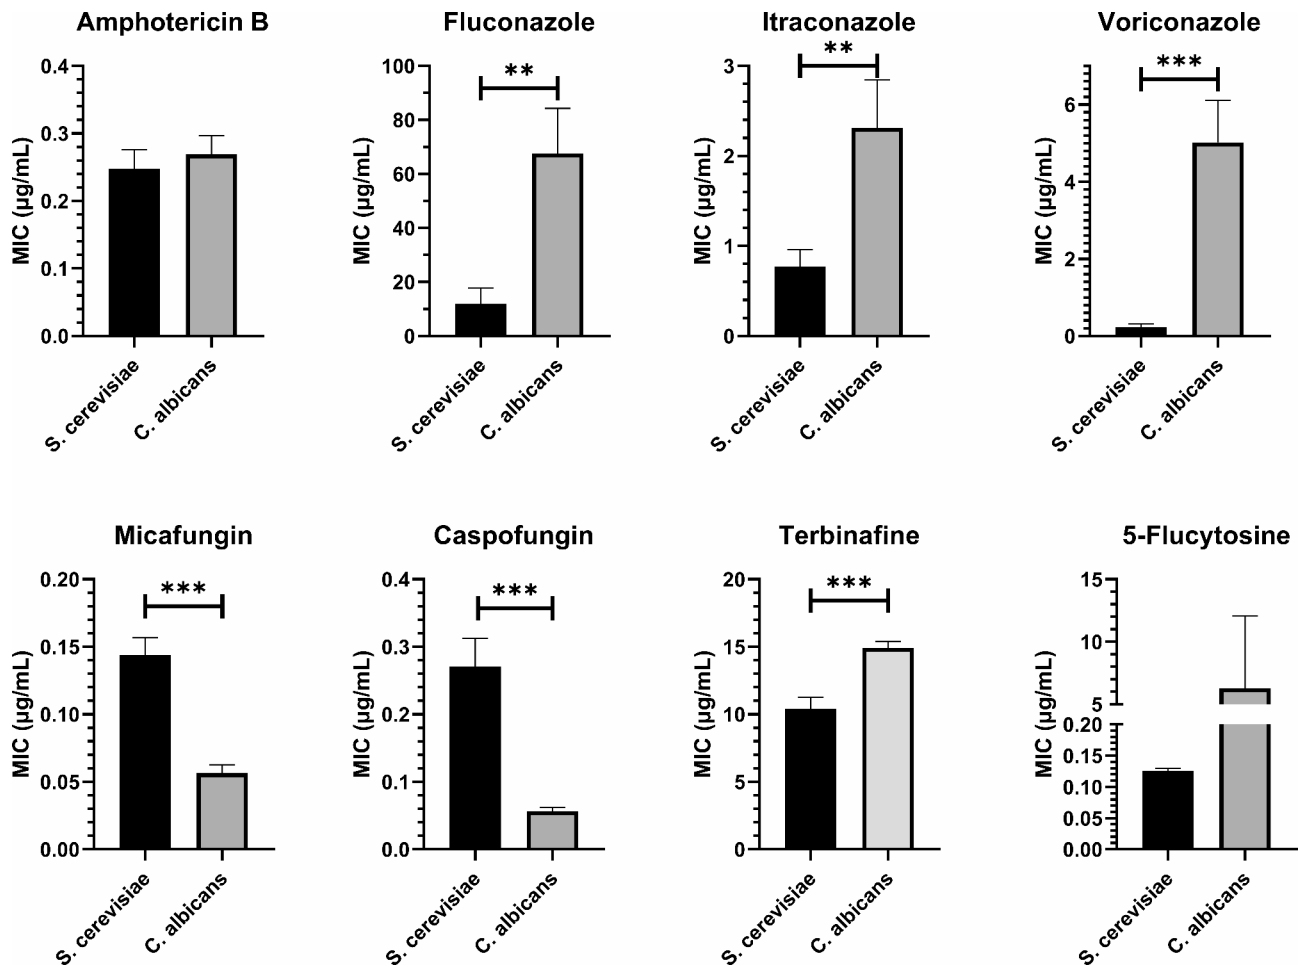 Amphotericin B
MIC (µg/mL)
0.4
0.3
0.2
0.1
0.0
S. cerevisiae
C. albicans
Fluconazole
**
MIC (µg/mL)
100
80
60
40
20
0
S. cerevisiae
C. albicans
Itraconazole
**
MIC (µg/mL)
3
2
1
0
S. cerevisiae
C. albicans
Voriconazole
***
MIC (µg/mL)
6
4
2
0
S. cerevisiae
C. albicans
Micafungin
***
MIC (µg/mL)
0.20
0.15
0.10
0.05
0.00
S. cerevisiae
C. albicans
Caspofungin
***
MIC (µg/mL)
0.4
0.3
0.2
0.1
0.0
S. cerevisiae
C. albicans
Terbinafine
***
MIC (µg/mL)
20
15
10
5
0
S. cerevisiae
C. albicans
5-Flucytosine
MIC (µg/mL)
15
10
5
0.20
0.15
0.10
0.05
0.00
S. cerevisiae
C. albicans